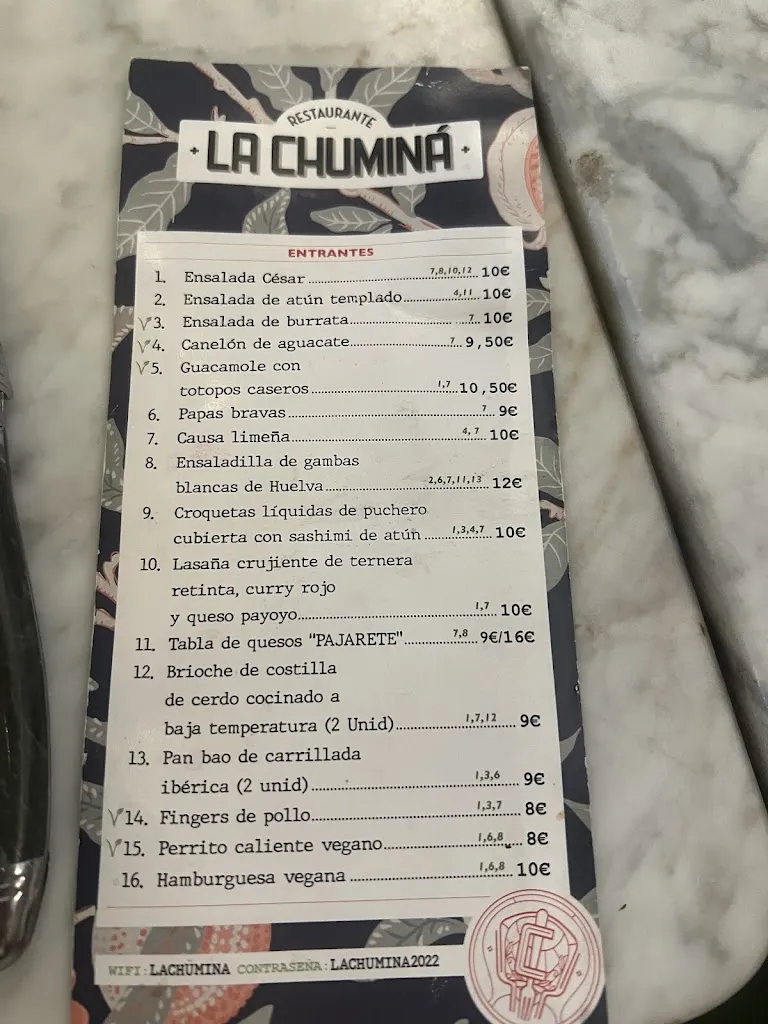 RESTAURANTE
LA CHUMINÁ
ENTRANTES
1. Ensalada César 7,8,10,12 10€
2. Ensalada de atún templado 4,11 10€
V 3. Ensalada de burrata 7 10€
V 4. Canelón de aguacate 7 9,50€
V 5. Guacamole con
totopos caseros 1,7 10,50€
6. Papas bravas 7 9€
7. Causa limeña 4,7 10€
8. Ensaladilla de gambas
blancas de Huelva 2,6,7,11,13 12€
9. Croquetas líquidas de puchero
cubierta con sashimi de atún 1,3,4,7 10€
10. Lasaña crujiente de ternera
retinta, curry rojo
y queso payoyo 1,7 10€
11. Tabla de quesos "PAJARETE" 7,8 9€/16€
12. Brioche de costilla
de cerdo cocinado a
baja temperatura (2 Unid) 1,7,12 9€
13. Pan bao de carrillada
ibérica (2 unid) 1,3,6 9€
V 14. Fingers de pollo 1,3,7 8€
V 15. Perrito caliente vegano 1,6,8 8€
16. Hamburguesa vegana 1,6,8 10€
WIFI: LACHUMINA CONTRASEÑA: LACHUMINA2022